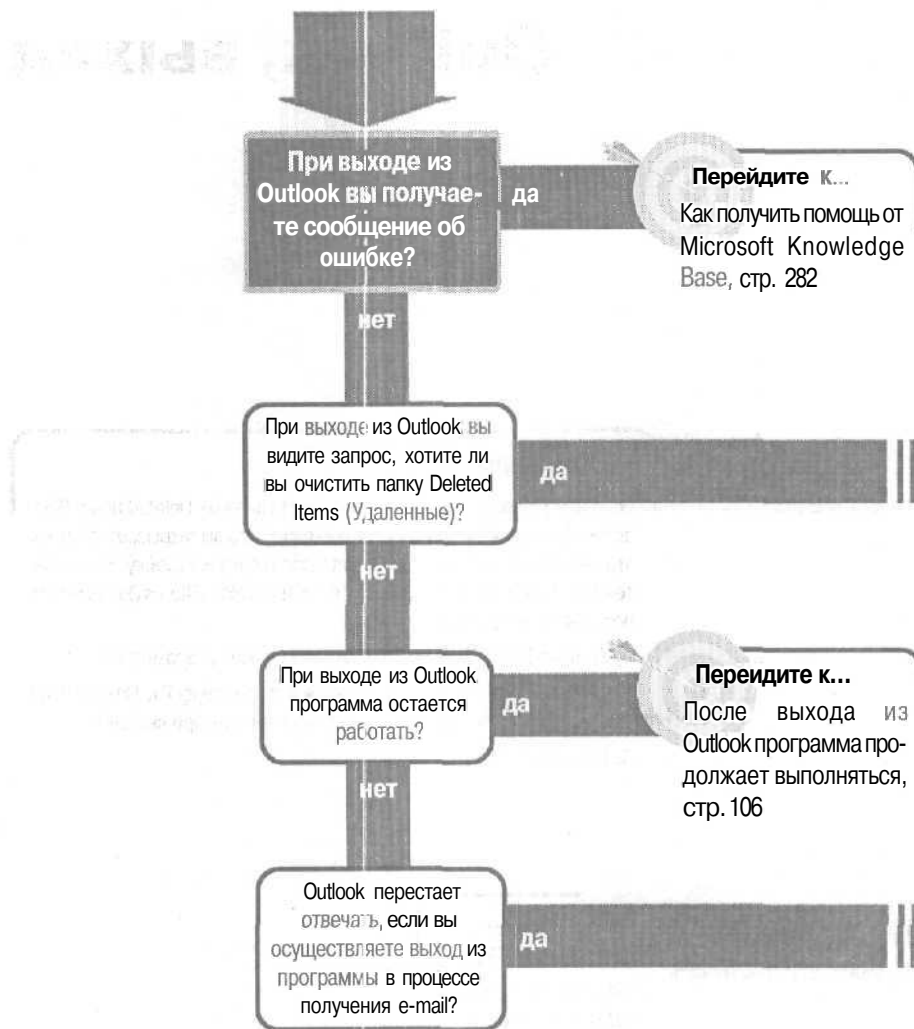 При выходе из
Outlook вы получае-
те сообщение об
ошибке?
да
Перейдите к...
Как получить помощь от
Microsoft Knowledge
Base, стр. 282
нет
При выходе из Outlook вы
видите запрос, хотите ли
вы очистить папку Deleted
Items (Удаленные)?
да
нет
При выходе из Outlook
программа остается
работать?
да
Переидите к...
После выхода из
Outlook программа про-
должает выполняться,
стр. 106
нет
Outlook перестает
отвечать, если вы
осуществляете выход из
программы в процессе
получения e-mail?
да